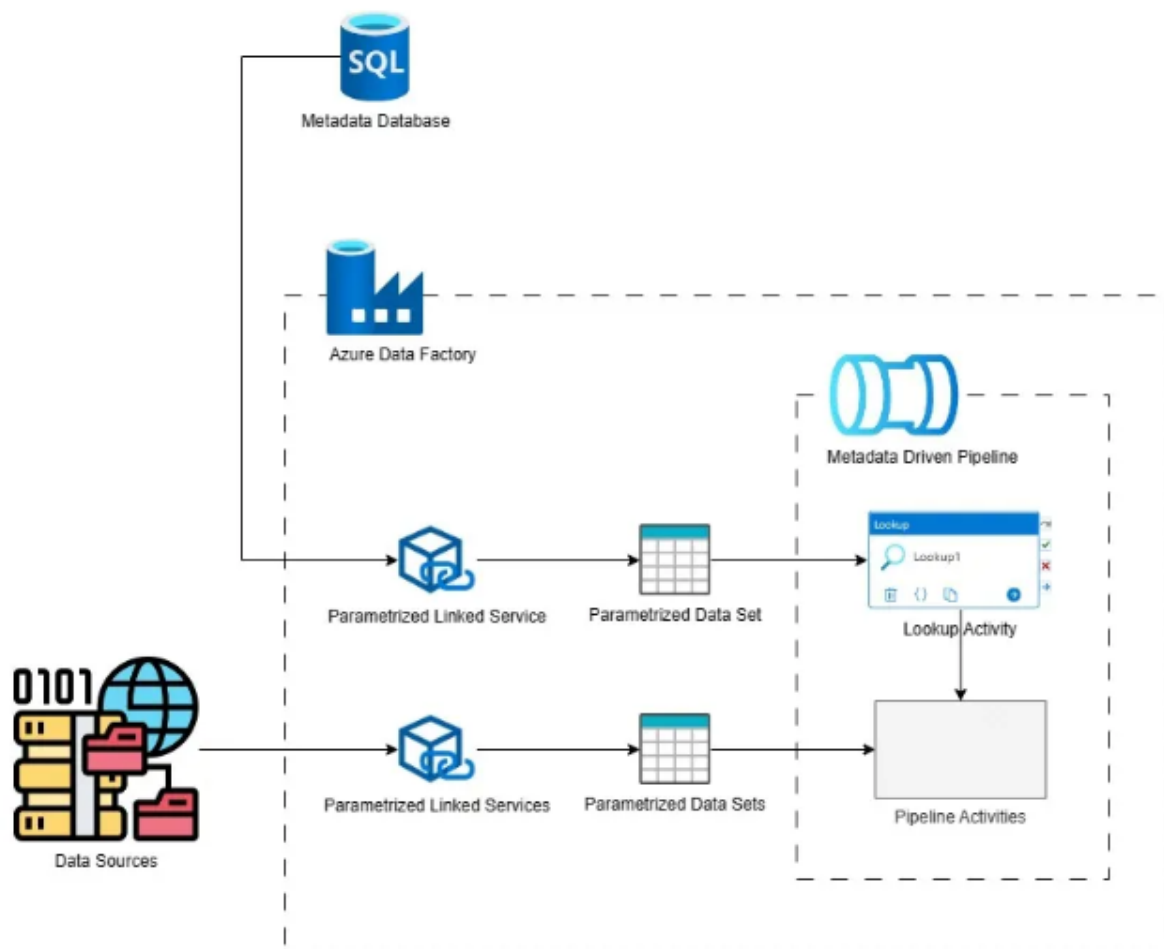 SQL
Metadata Database
Azure Data Factory
Metadata Driven Pipeline
Lookup
Lookup1
Parametrized Linked Service
Parametrized Data Set
Lookup Activity
0101
Parametrized Linked Services
Parametrized Data Sets
Pipeline Activities
Data Sources